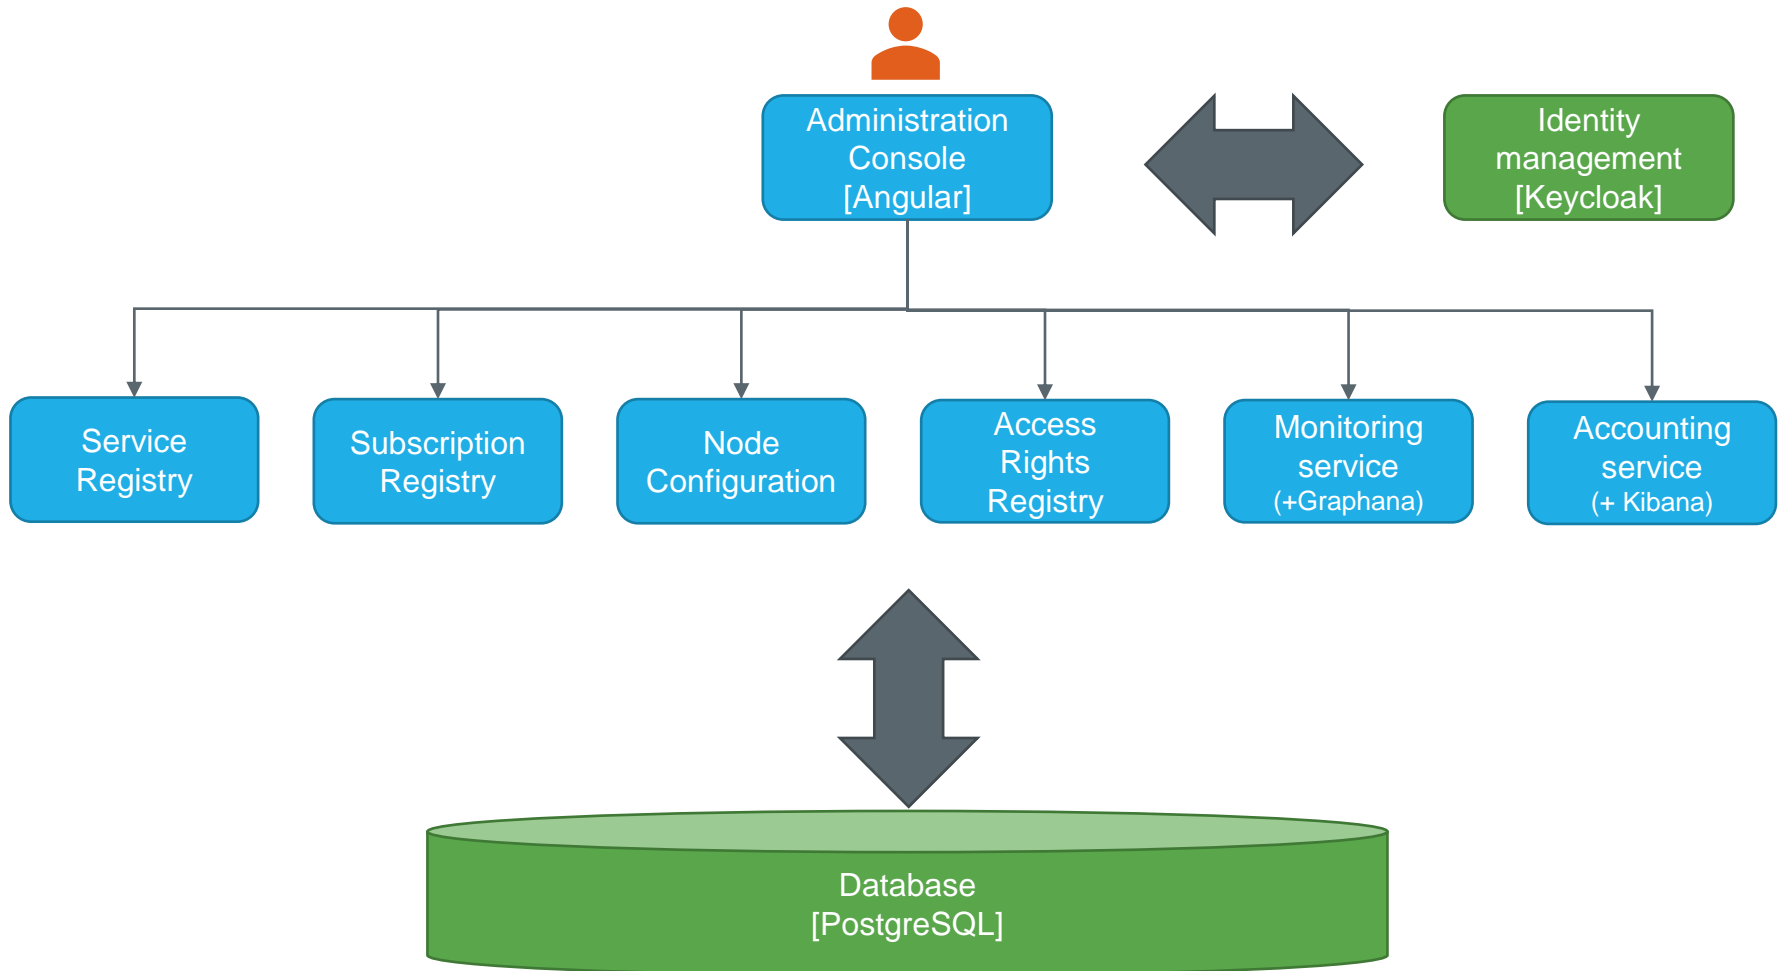 Administration
Console
[Angular]
Identity
management
[Keycloak]
Service
Registry
Subscription
Registry
Node
Configuration
Access
Rights
Registry
Monitoring
service
(+Graphana)
Accounting
service
(+ Kibana)
Database
[PostgreSQL]